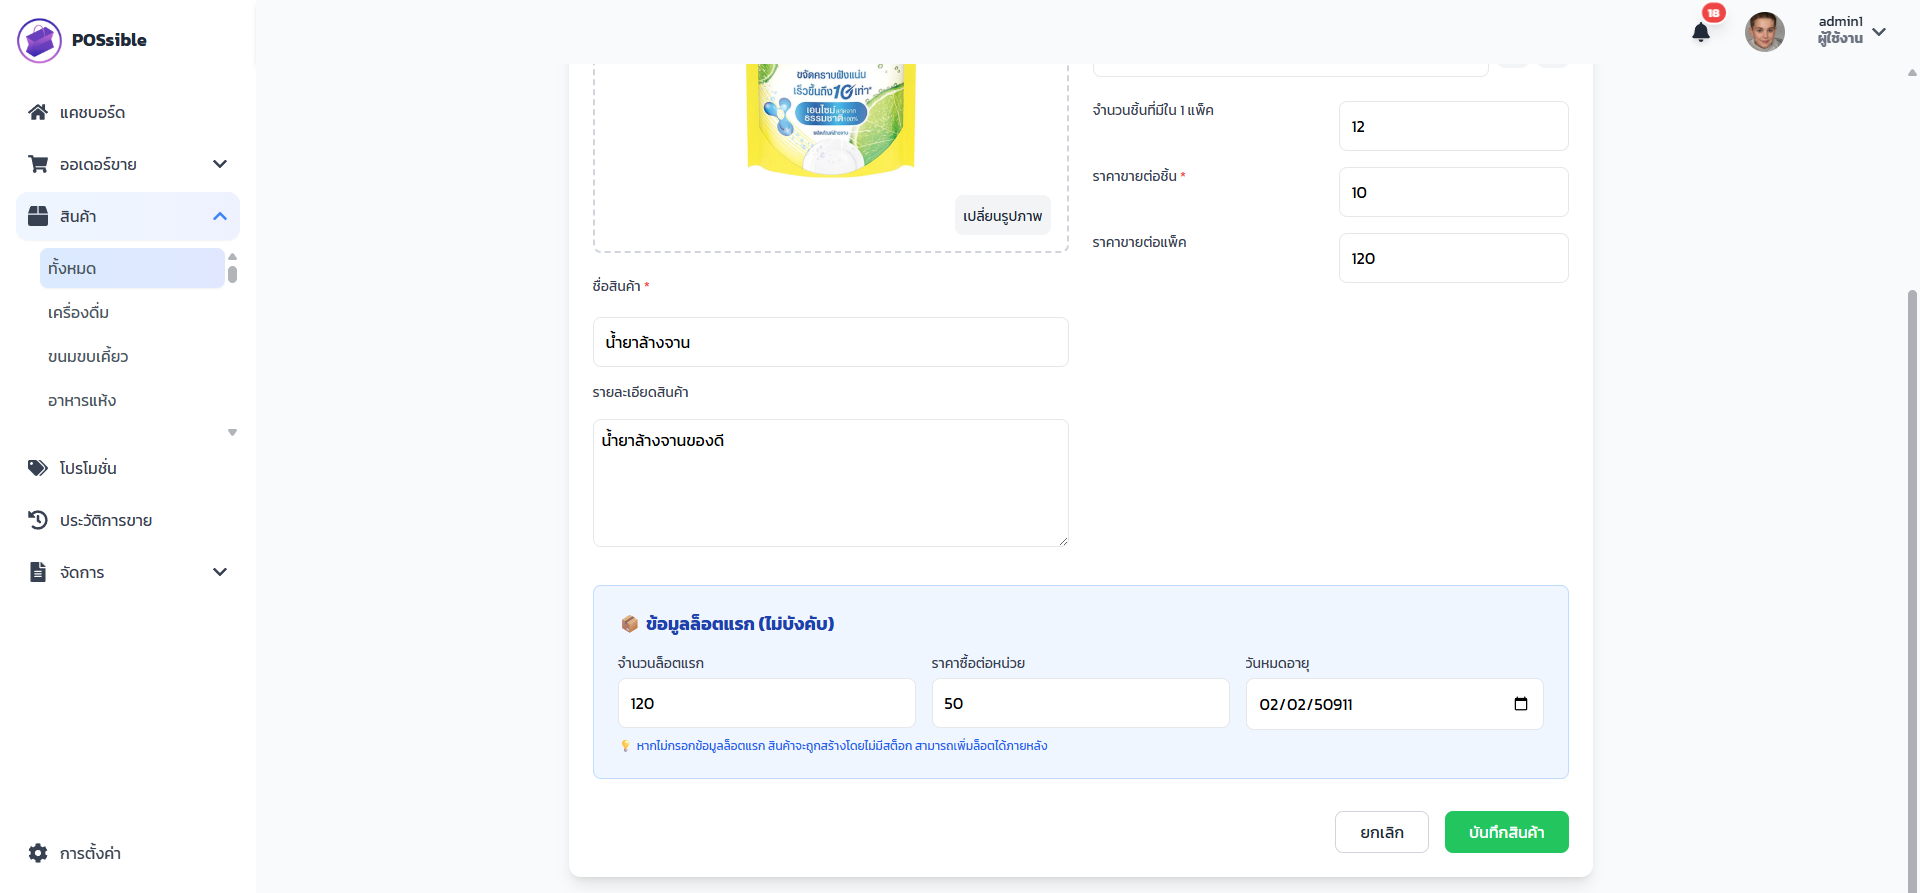 POSsible
18
admin1
ผู้ใช้งาน
แคชบอร์ด
ออเดอร์ขาย
สินค้า
ทั้งหมด
เครื่องดื่ม
ขนมขบเคี้ยว
อาหารแห้ง
โปรโมชั่น
ประวัติการขาย
จัดการ
การตั้งค่า
ขจัดคราบฝังแน่น
เร็วขึ้นถึง 10 เท่า*
เอนไซม์
ธรรมชาติ 100%
เปลี่ยนรูปภาพ
ชื่อสินค้า *
น้ำยาล้างจาน
รายละเอียดสินค้า
น้ำยาล้างจานของดี
จำนวนชิ้นที่มีใน 1 แพ็ค
12
ราคาขายต่อชิ้น *
10
ราคาขายต่อแพ็ค
120
📦 ข้อมูลล็อตแรก (ไม่บังคับ)
จำนวนล็อตแรก
120
ราคาซื้อต่อหน่วย
50
วันหมดอายุ
02/02/50911
💡 หากไม่กรอกข้อมูลล็อตแรก สินค้าจะถูกสร้างโดยไม่มีสต็อก สามารถเพิ่มล็อตได้ภายหลัง
ยกเลิก
บันทึกสินค้า